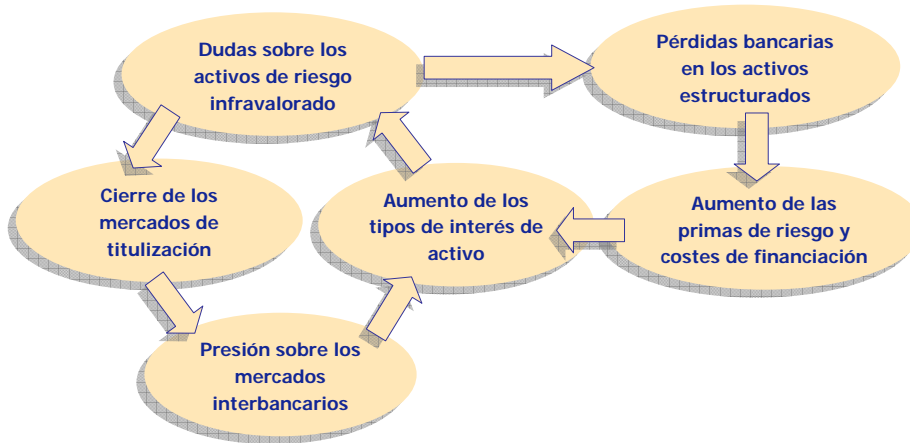 Dudas sobre los
activos de riesgo
infravalorado
Pérdidas bancarias
en los activos
estructurados
Cierre de los
mercados de
titulización
Aumento de los
tipos de interés de
activo
Aumento de las
primas de riesgo y
costes de financiación
Presión sobre los
mercados
interbancarios